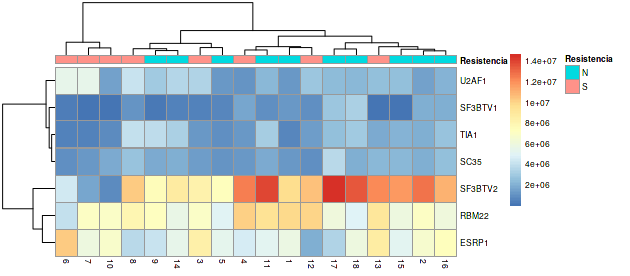 Resistencia
U2AF1
SF3BTV1
TIA1
SC35
SF3BTV2
RBM22
ESRP1
6 7 10 8 9 14 3 5 4 11 1 12 17 18 13 15 2 16
1.4e+07
1.2e+07
1e+07
8e+06
6e+06
4e+06
2e+06
Resistencia
N
S